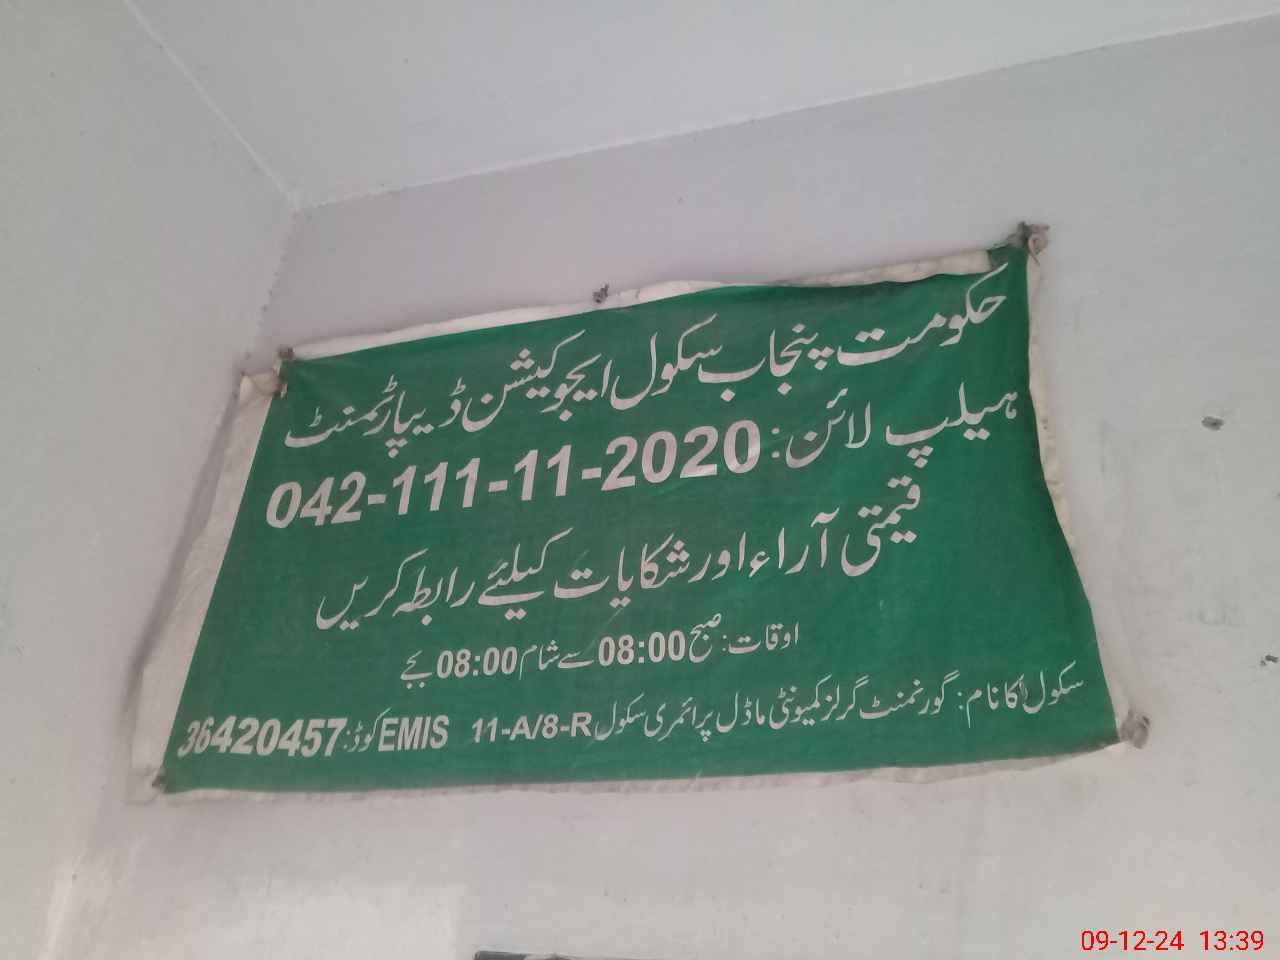 حکومت پنجاب سکول ایجوکیشن ڈیپارٹمنٹ
ہیلپ لائن: 042-111-11-2020
قیمتی آراء اور شکایات کیلئے رابطہ کریں
اوقات: صبح 08:00 سے شام 08:00 بجے
سکول کا نام: گورنمنٹ گرلز کمیونٹی ماڈل پرائمری سکول 11-A/8-R EMIS کوڈ: 36420457
09-12-24 13:39